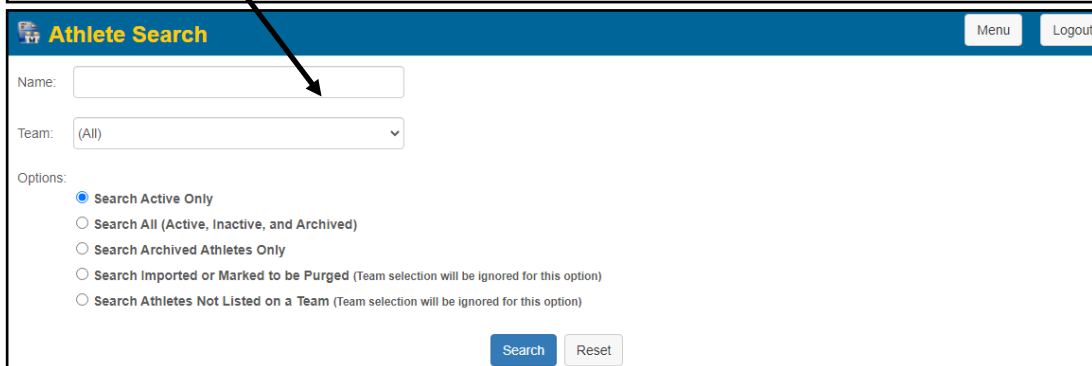 Athlete Search Menu Logout
Name:
Team: (All)
Options:
Search Active Only
Search All (Active, Inactive, and Archived)
Search Archived Athletes Only
Search Imported or Marked to be Purged (Team selection will be ignored for this option)
Search Athletes Not Listed on a Team (Team selection will be ignored for this option)
Search Reset